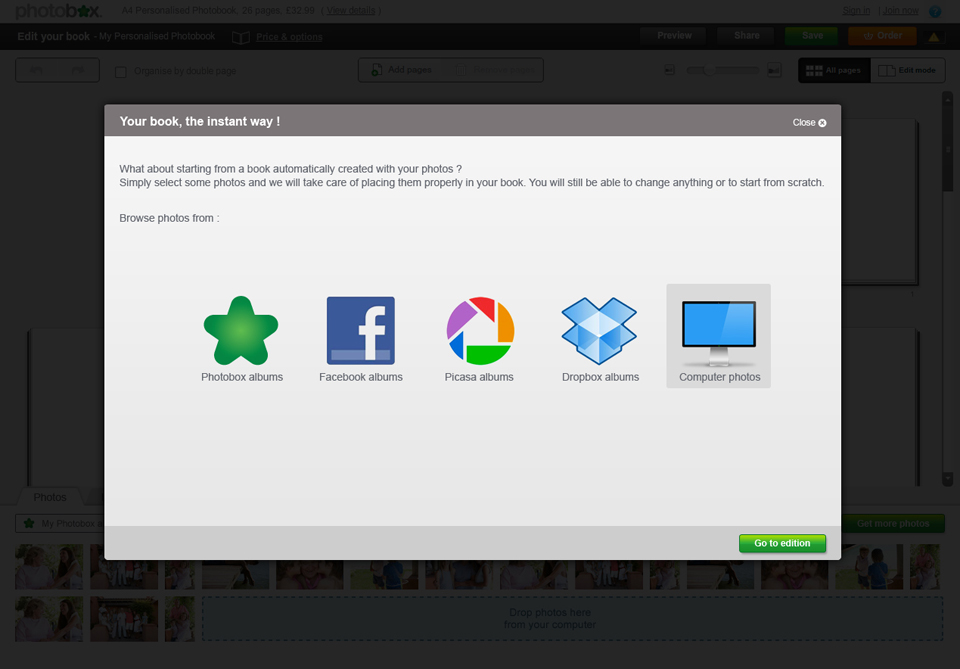 photobox.
A4 Personalised Photobook, 26 pages, £32.99 | View details |
Sign in | Join now
?
Edit your book - My Personalised Photobook
Price & options
Preview
Share
Save
Order
Organise by double page
Add pages
All pages
Edit mode
Your book, the instant way !
Close
What about starting from a book automatically created with your photos ?
Simply select some photos and we will take care of placing them properly in your book. You will still be able to change anything or to start from scratch.
Browse photos from :
Photobox albums
Facebook albums
Picasa albums
Dropbox albums
Computer photos
Go to edition
Photos
My Photobox
Get more photos
Drop photos here
from your computer